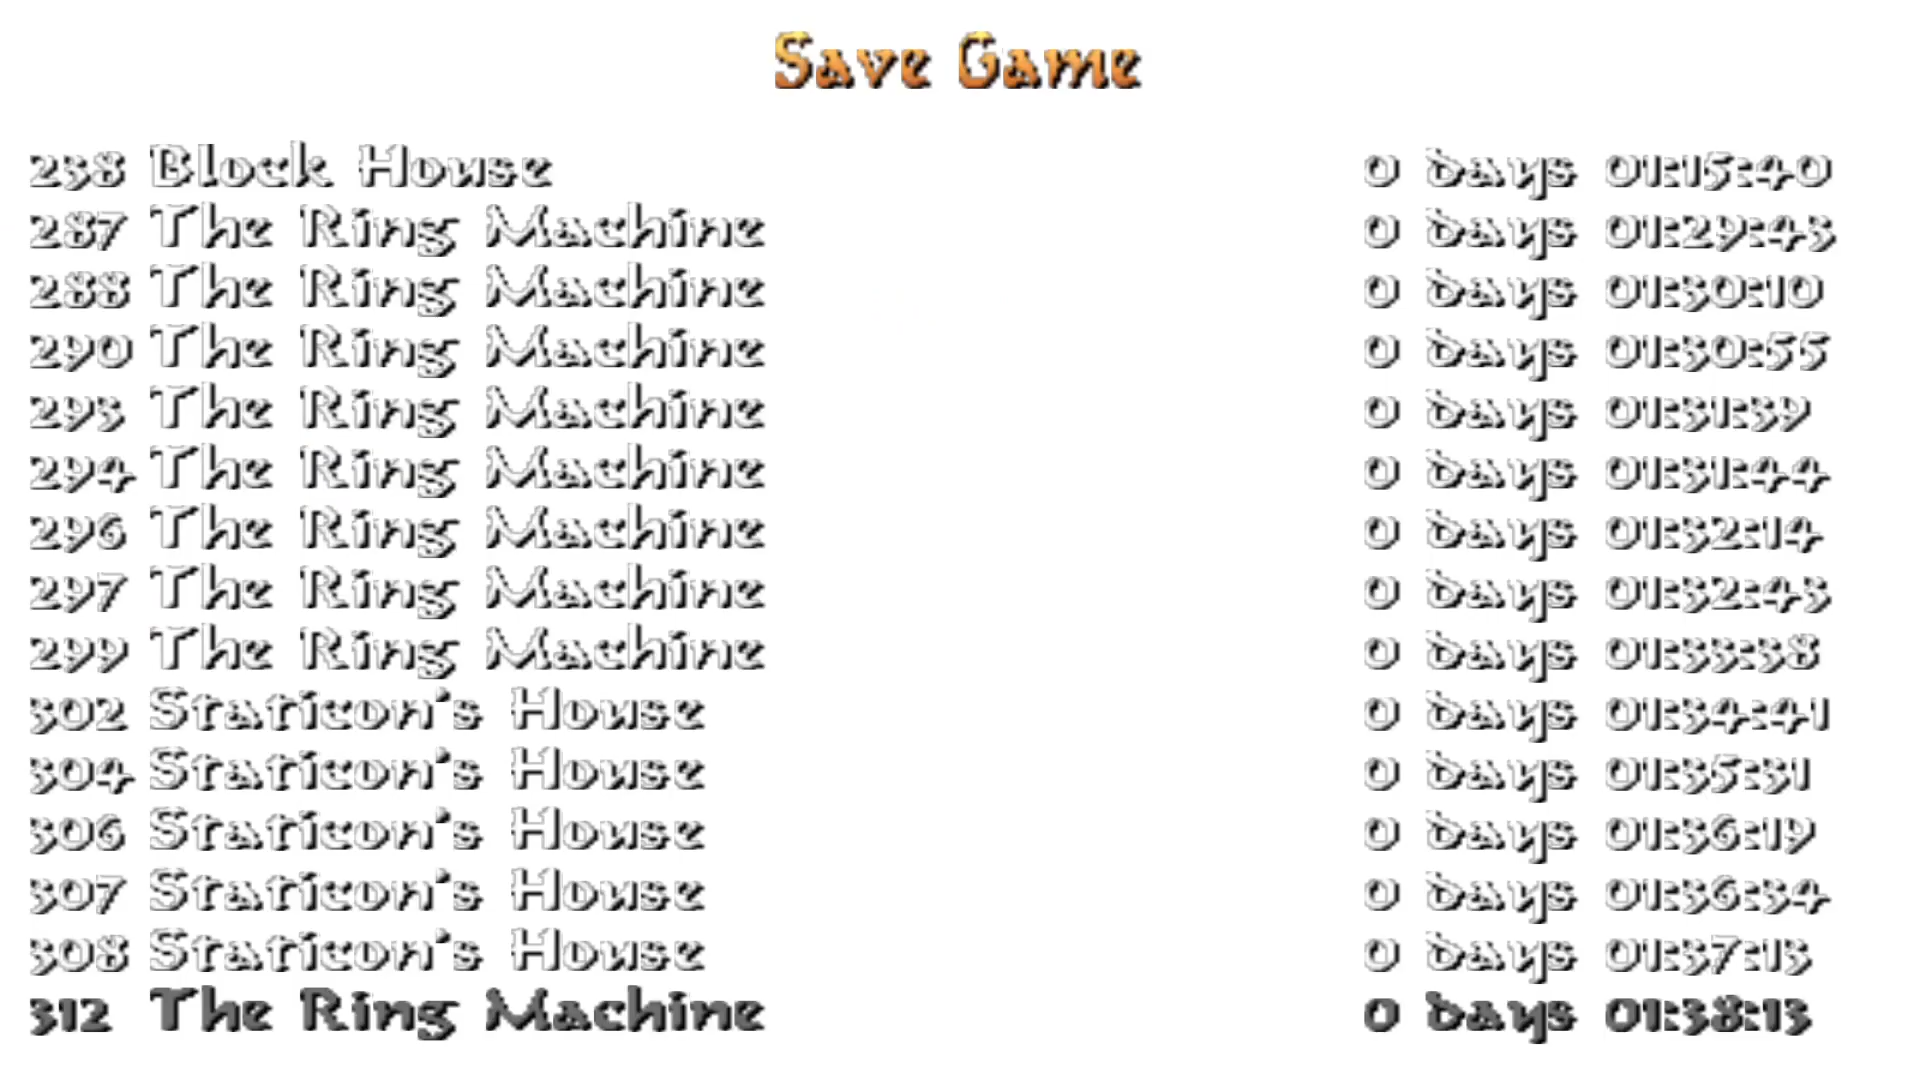 Save Game
238 Block House 0 days 01:15:40
287 The Ring Machine 0 days 01:29:43
288 The Ring Machine 0 days 01:30:10
290 The Ring Machine 0 days 01:30:55
293 The Ring Machine 0 days 01:31:39
294 The Ring Machine 0 days 01:31:44
296 The Ring Machine 0 days 01:32:14
297 The Ring Machine 0 days 01:32:43
299 The Ring Machine 0 days 01:33:38
302 Staticon's House 0 days 01:34:41
304 Staticon's House 0 days 01:35:31
306 Staticon's House 0 days 01:36:19
307 Staticon's House 0 days 01:36:34
308 Staticon's House 0 days 01:37:13
312 The Ring Machine 0 days 01:38:13